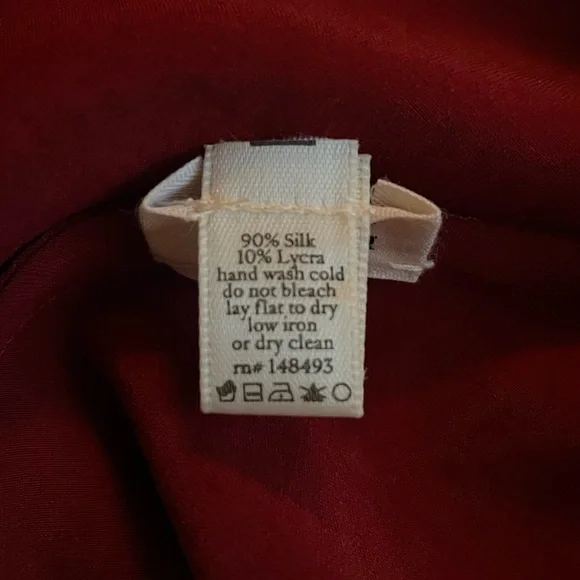 90% Silk
10% Lycra
hand wash cold
do not bleach
lay flat to dry
low iron
or dry clean
rn# 148493